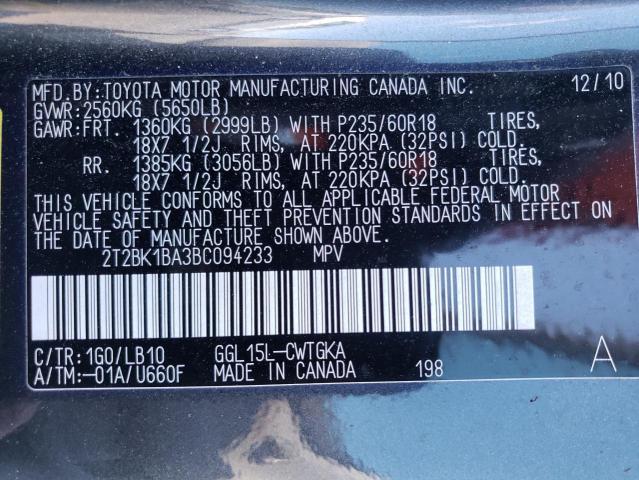 MFD.BY:TOYOTA MOTOR MANUFACTURING CANADA INC. 12/10
GVWR:2560KG (5650LB)
GAWR:FRT. 1360KG (2999LB) WITH P235/60R18 TIRES,
18X7 1/2J RIMS, AT 220KPA (32PSI) COLD.
RR. 1385KG (3056LB) WITH P235/60R18 TIRES,
18X7 1/2J RIMS, AT 220KPA (32PSI) COLD.
THIS VEHICLE CONFORMS TO ALL APPLICABLE FEDERAL MOTOR
VEHICLE SAFETY AND THEFT PREVENTION STANDARDS IN EFFECT ON
THE DATE OF MANUFACTURE SHOWN ABOVE.
2T2BK1BA3BC094233 MPV
C/TR:1G0/LB10 GGL15L-CWTGKA
A/TM:-01A/U660F MADE IN CANADA 198 A